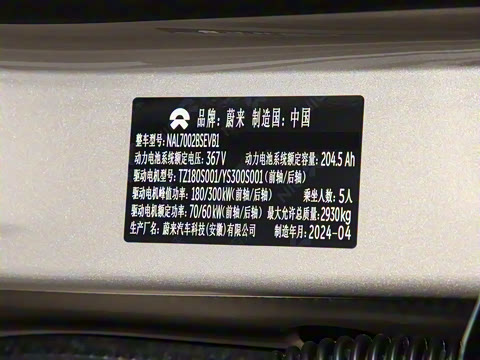 品牌：蔚来 制造国：中国
整车型号：NAL7002BSEVB1
动力电池系统额定电压：367V 动力电池系统额定容量：204.5Ah
驱动电机型号：TZ180S001/YS300S001(前轴/后轴)
驱动电机峰值功率：180/300kW(前轴/后轴) 乘坐人数：5人
驱动电机额定功率：70/60kW(前轴/后轴) 最大允许总质量：2930kg
生产厂名：蔚来汽车科技(安徽)有限公司 制造年月：2024-04